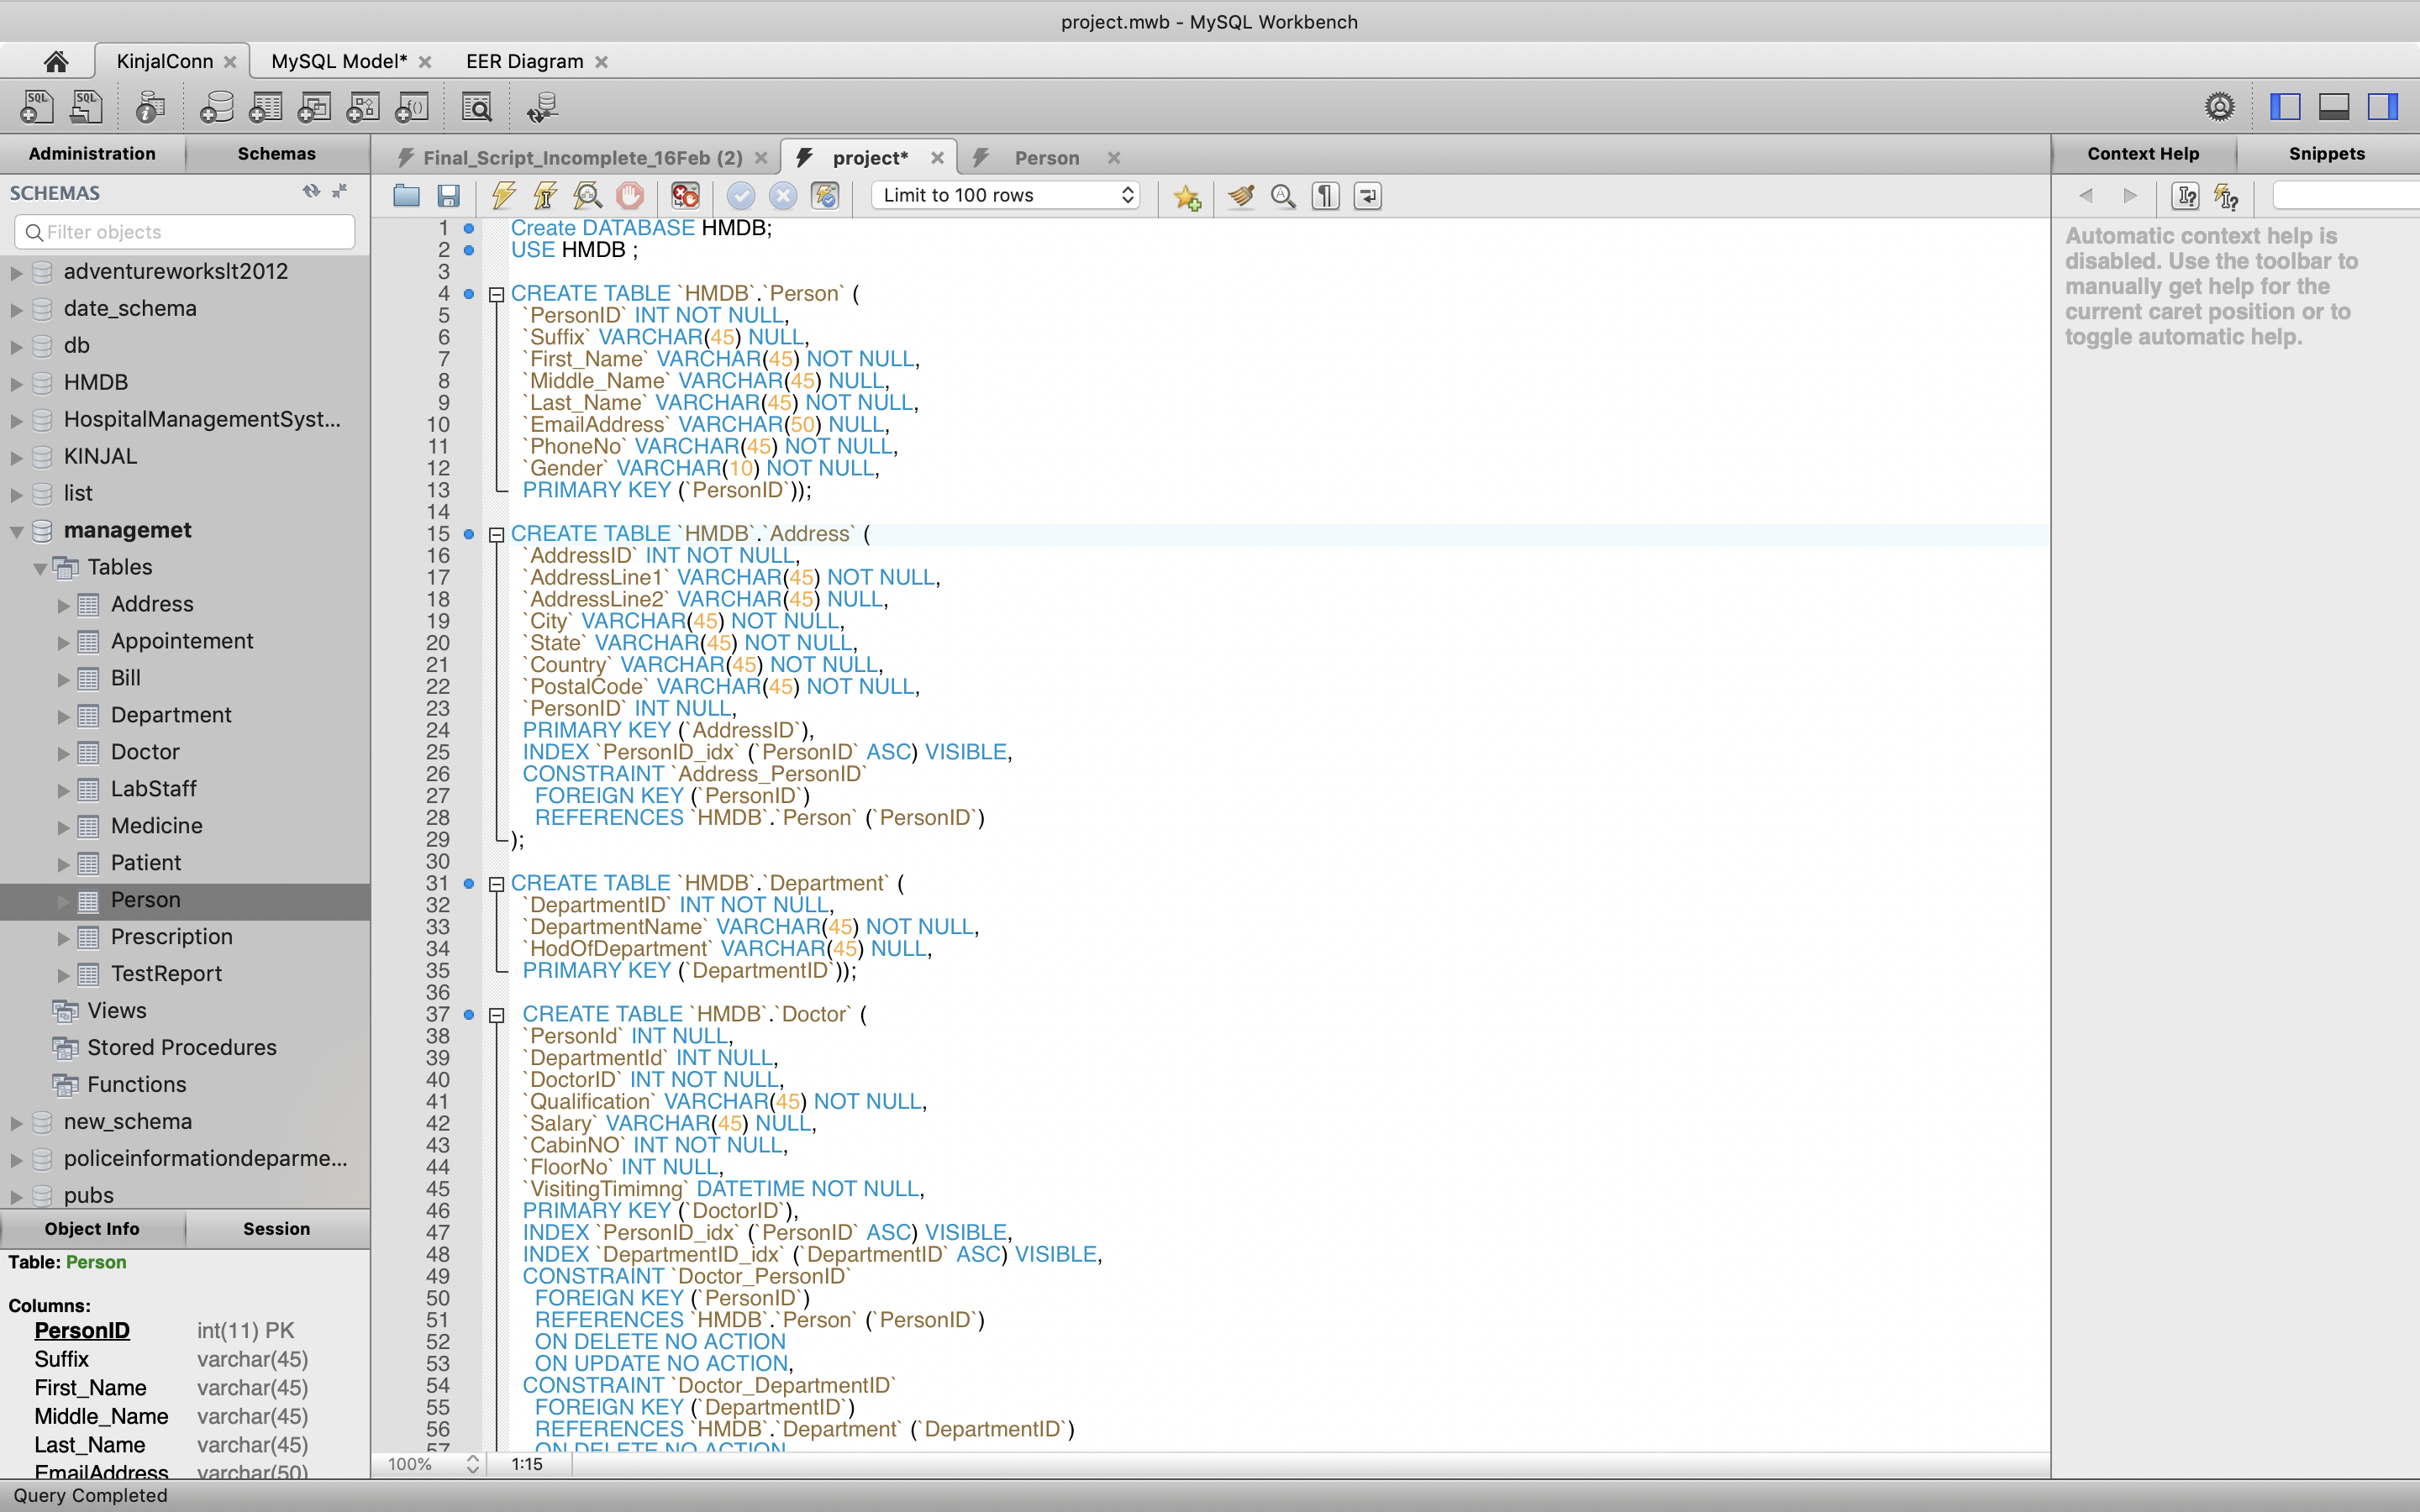 project.mwb - MySQL Workbench
KinjalConn
MySQL Model*
EER Diagram
SQL
SQL
Administration
Schemas
SCHEMAS
Filter objects
adventureworkslt2012
date_schema
db
HMDB
HospitalManagementSyst...
KINJAL
list
managemet
Tables
Address
Appointement
Bill
Department
Doctor
LabStaff
Medicine
Patient
Person
Prescription
TestReport
Views
Stored Procedures
Functions
new_schema
policeinformationdeparme...
pubs
Object Info
Session
Table: Person
Columns:
PersonID int(11) PK
Suffix varchar(45)
First_Name varchar(45)
Middle_Name varchar(45)
Last_Name varchar(45)
EmailAddress varchar(50)
Query Completed
Final_Script_Incomplete_16Feb (2)
project*
Person
Limit to 100 rows
1 Create DATABASE HMDB;
2 USE HMDB ;
3
4 CREATE TABLE `HMDB`.`Person` (
5 `PersonID` INT NOT NULL,
6 `Suffix` VARCHAR(45) NULL,
7 `First_Name` VARCHAR(45) NOT NULL,
8 `Middle_Name` VARCHAR(45) NULL,
9 `Last_Name` VARCHAR(45) NOT NULL,
10 `EmailAddress` VARCHAR(50) NULL,
11 `PhoneNo` VARCHAR(45) NOT NULL,
12 `Gender` VARCHAR(10) NOT NULL,
13 PRIMARY KEY (`PersonID`));
14
15 CREATE TABLE `HMDB`.`Address` (
16 `AddressID` INT NOT NULL,
17 `AddressLine1` VARCHAR(45) NOT NULL,
18 `AddressLine2` VARCHAR(45) NULL,
19 `City` VARCHAR(45) NOT NULL,
20 `State` VARCHAR(45) NOT NULL,
21 `Country` VARCHAR(45) NOT NULL,
22 `PostalCode` VARCHAR(45) NOT NULL,
23 `PersonID` INT NULL,
24 PRIMARY KEY (`AddressID`),
25 INDEX `PersonID_idx` (`PersonID` ASC) VISIBLE,
26 CONSTRAINT `Address_PersonID`
27 FOREIGN KEY (`PersonID`)
28 REFERENCES `HMDB`.`Person` (`PersonID`)
29 );
30
31 CREATE TABLE `HMDB`.`Department` (
32 `DepartmentID` INT NOT NULL,
33 `DepartmentName` VARCHAR(45) NOT NULL,
34 `HodOfDepartment` VARCHAR(45) NULL,
35 PRIMARY KEY (`DepartmentID`));
36
37 CREATE TABLE `HMDB`.`Doctor` (
38 `PersonId` INT NULL,
39 `DepartmentId` INT NULL,
40 `DoctorID` INT NOT NULL,
41 `Qualification` VARCHAR(45) NOT NULL,
42 `Salary` VARCHAR(45) NULL,
43 `CabinNO` INT NOT NULL,
44 `FloorNo` INT NULL,
45 `VisitingTimimng` DATETIME NOT NULL,
46 PRIMARY KEY (`DoctorID`),
47 INDEX `PersonID_idx` (`PersonID` ASC) VISIBLE,
48 INDEX `DepartmentID_idx` (`DepartmentID` ASC) VISIBLE,
49 CONSTRAINT `Doctor_PersonID`
50 FOREIGN KEY (`PersonID`)
51 REFERENCES `HMDB`.`Person` (`PersonID`)
52 ON DELETE NO ACTION
53 ON UPDATE NO ACTION,
54 CONSTRAINT `Doctor_DepartmentID`
55 FOREIGN KEY (`DepartmentID`)
56 REFERENCES `HMDB`.`Department` (`DepartmentID`)
57 ON DELETE NO ACTION
100%
1:15
Context Help
Snippets
Automatic context help is
disabled. Use the toolbar to
manually get help for the
current caret position or to
toggle automatic help.